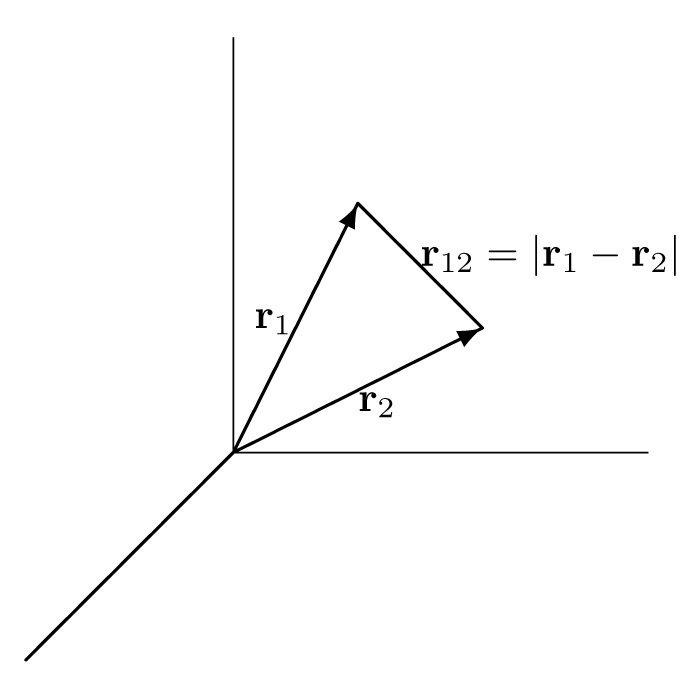 𝐫₁₂ = |𝐫₁ − 𝐫₂|
𝐫₁
𝐫₂